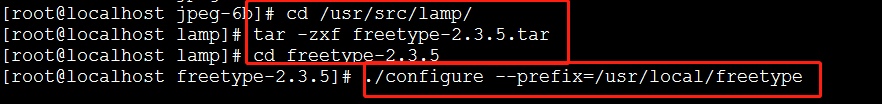 [root@localhost jpeg-6b]# cd /usr/src/lamp/
[root@localhost lamp]# tar -zxf freetype-2.3.5.tar
[root@localhost lamp]# cd freetype-2.3.5
[root@localhost freetype-2.3.5]# ./configure --prefix=/usr/local/freetype